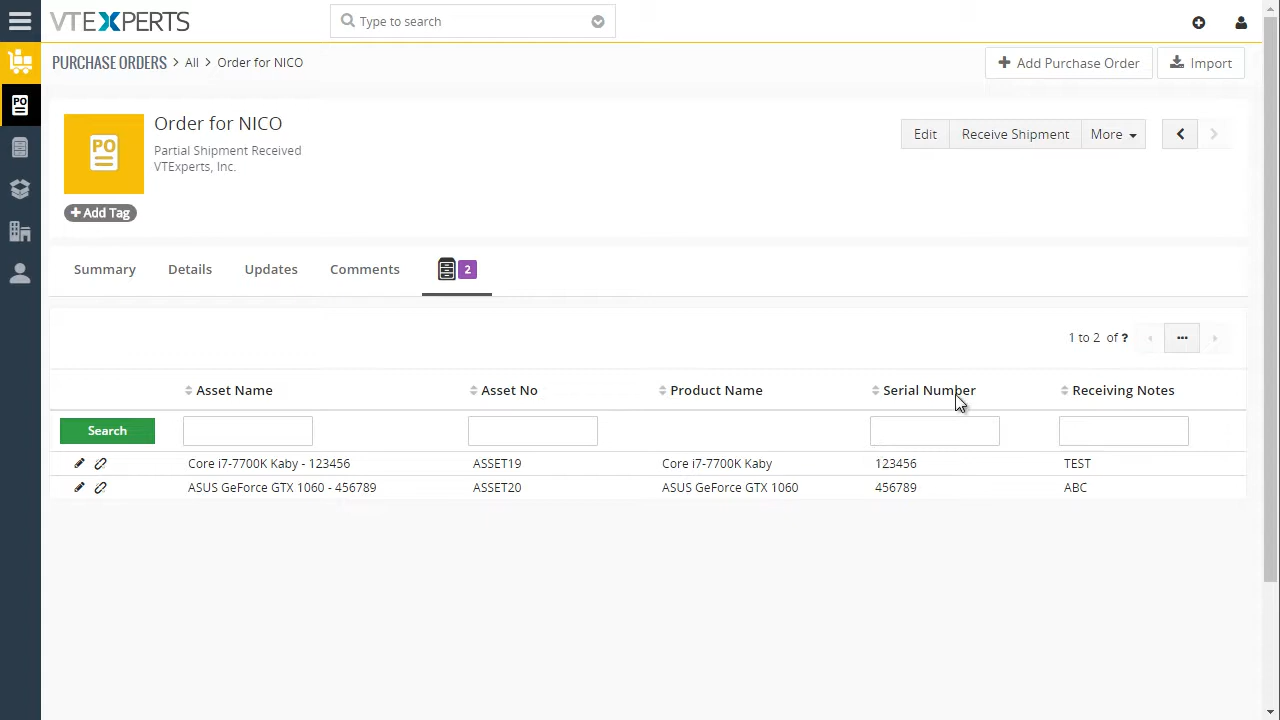 VTEXPERTS
Type to search
PURCHASE ORDERS > All > Order for NICO
+ Add Purchase Order
Import
PO
PO
Order for NICO
Partial Shipment Received
VTExperts, Inc.
+ Add Tag
Edit
Receive Shipment
More
Summary
Details
Updates
Comments
2
1 to 2 of ?
...
Asset Name
Asset No
Product Name
Serial Number
Receiving Notes
Search
Core i7-7700K Kaby - 123456 ASSET19 Core i7-7700K Kaby 123456 TEST
ASUS GeForce GTX 1060 - 456789 ASSET20 ASUS GeForce GTX 1060 456789 ABC